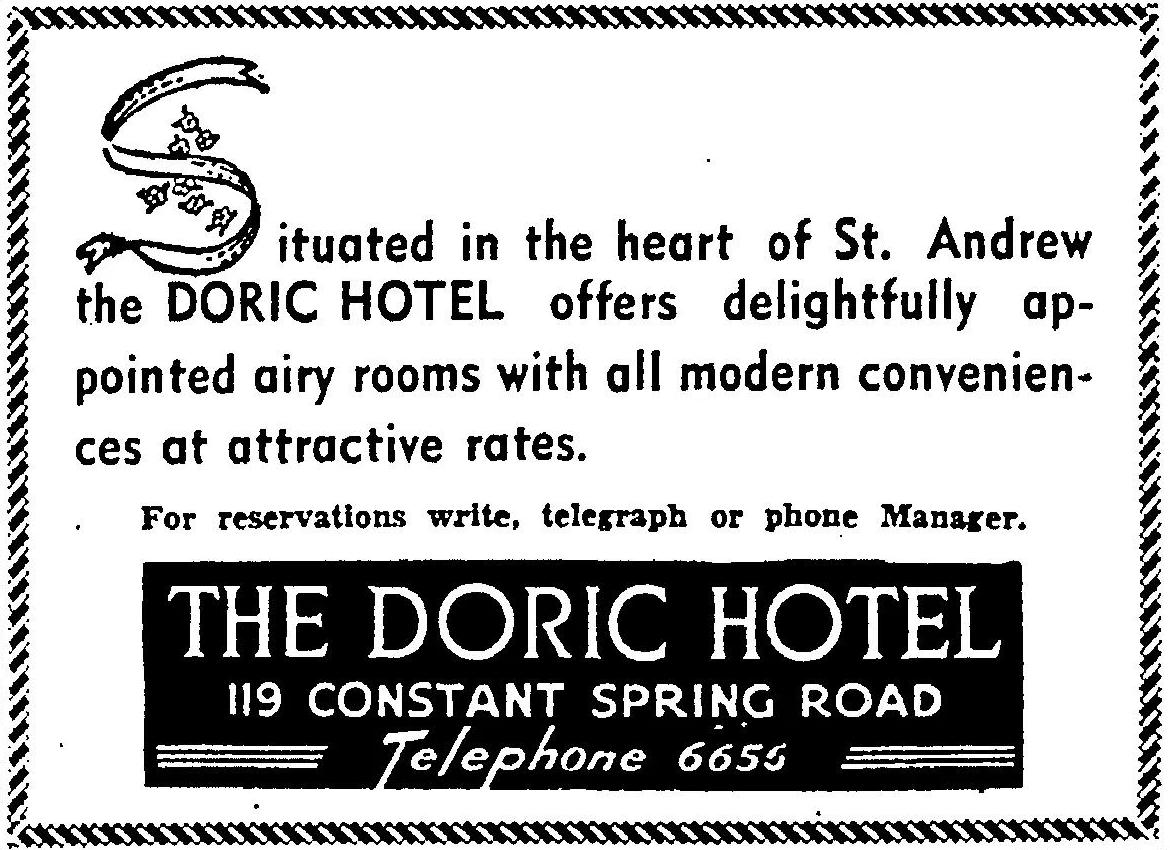 Situated in the heart of St. Andrew
the DORIC HOTEL offers delightfully ap-
pointed airy rooms with all modern convenien-
ces at attractive rates.
For reservations write, telegraph or phone Manager.
THE DORIC HOTEL
119 CONSTANT SPRING ROAD
Telephone